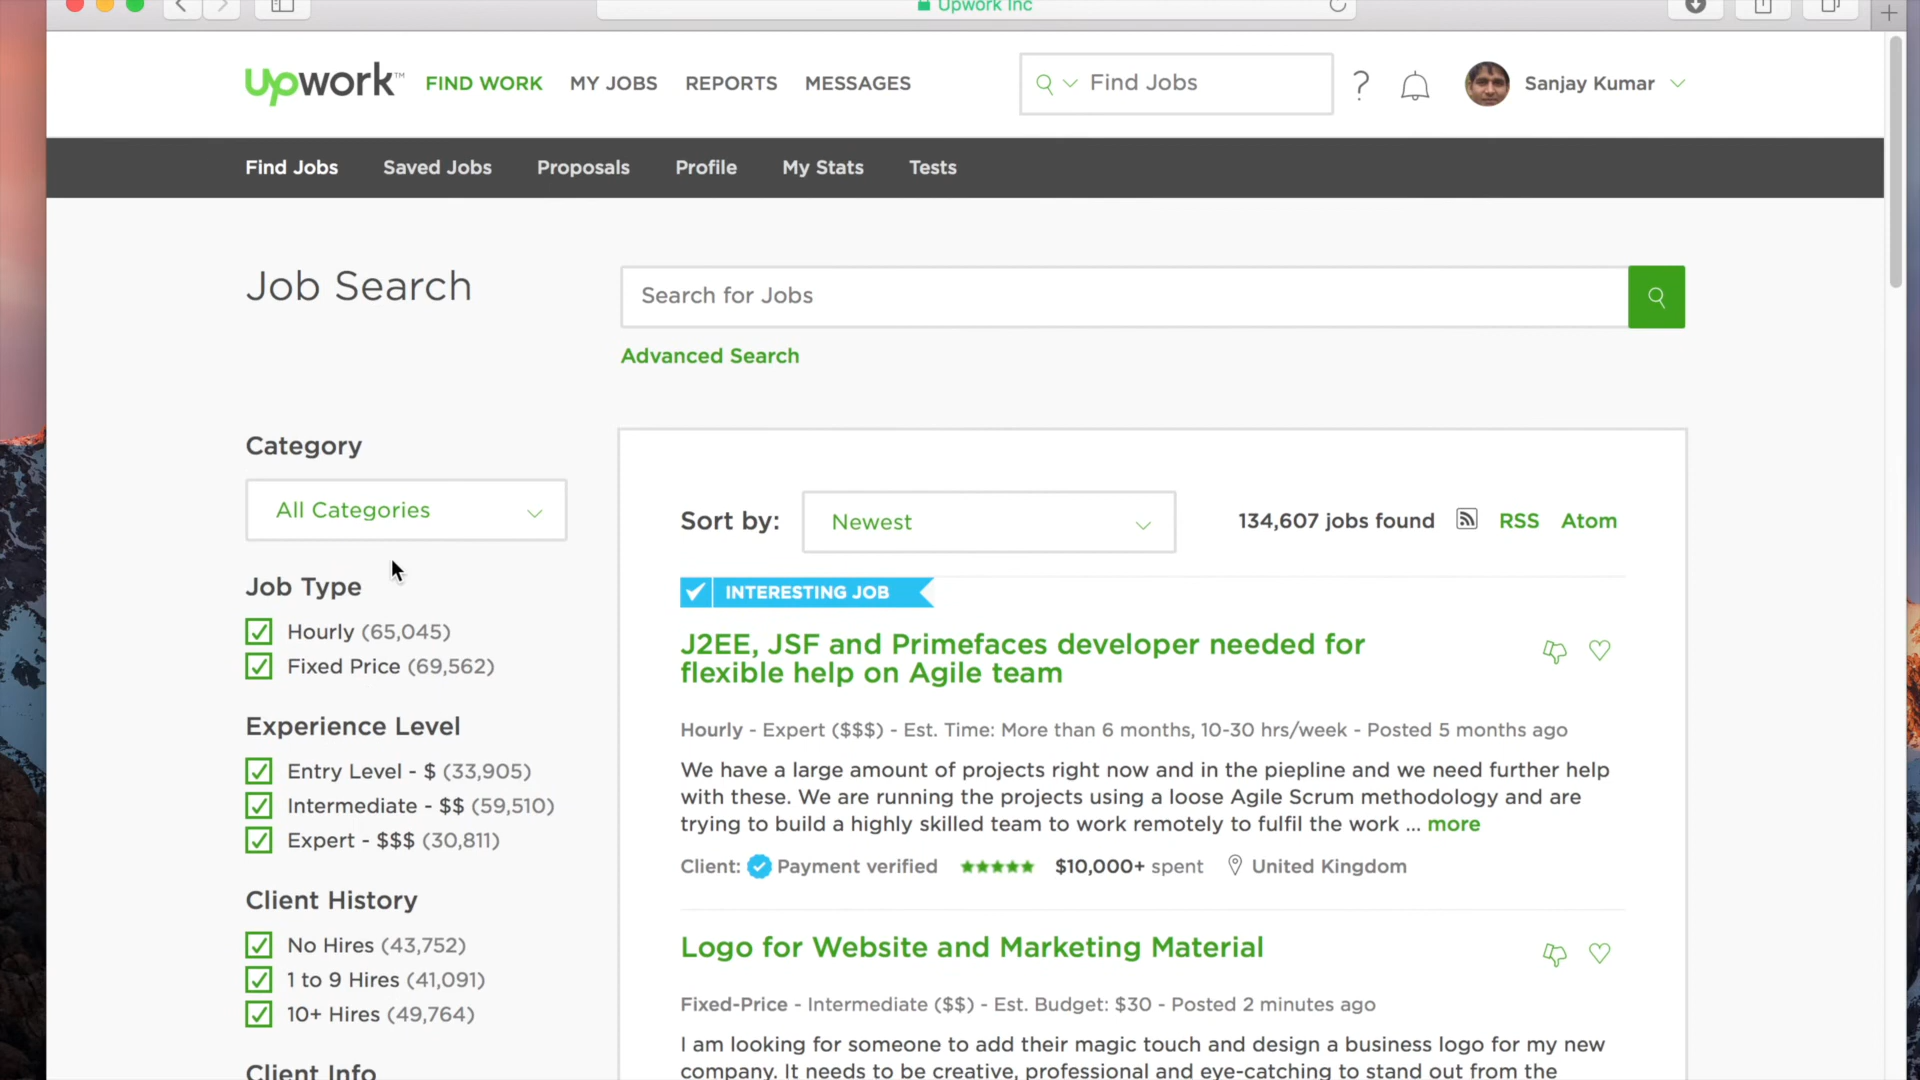 Upwork Inc
Upwork™ FIND WORK MY JOBS REPORTS MESSAGES Find Jobs ? Sanjay Kumar
Find Jobs Saved Jobs Proposals Profile My Stats Tests
Job Search
Search for Jobs
Advanced Search
Category
All Categories
Job Type
Hourly (65,045)
Fixed Price (69,562)
Experience Level
Entry Level - $ (33,905)
Intermediate - $$ (59,510)
Expert - $$$ (30,811)
Client History
No Hires (43,752)
1 to 9 Hires (41,091)
10+ Hires (49,764)
Client Info
Sort by: Newest 134,607 jobs found RSS Atom
INTERESTING JOB
J2EE, JSF and Primefaces developer needed for
flexible help on Agile team
Hourly - Expert ($$$) - Est. Time: More than 6 months, 10-30 hrs/week - Posted 5 months ago
We have a large amount of projects right now and in the piepline and we need further help
with these. We are running the projects using a loose Agile Scrum methodology and are
trying to build a highly skilled team to work remotely to fulfil the work ... more
Client: Payment verified $10,000+ spent United Kingdom
Logo for Website and Marketing Material
Fixed-Price - Intermediate ($$) - Est. Budget: $30 - Posted 2 minutes ago
I am looking for someone to add their magic touch and design a business logo for my new
company. It needs to be creative, professional and eye-catching to stand out from the